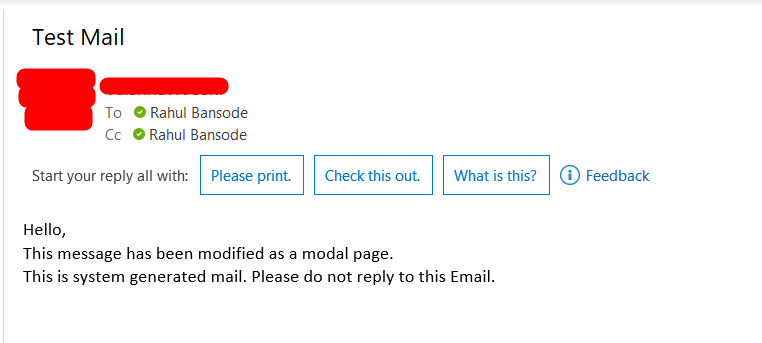 Test Mail
To Rahul Bansode
Cc Rahul Bansode
Start your reply all with: Please print. Check this out. What is this? Feedback
Hello,
This message has been modified as a modal page.
This is system generated mail. Please do not reply to this Email.